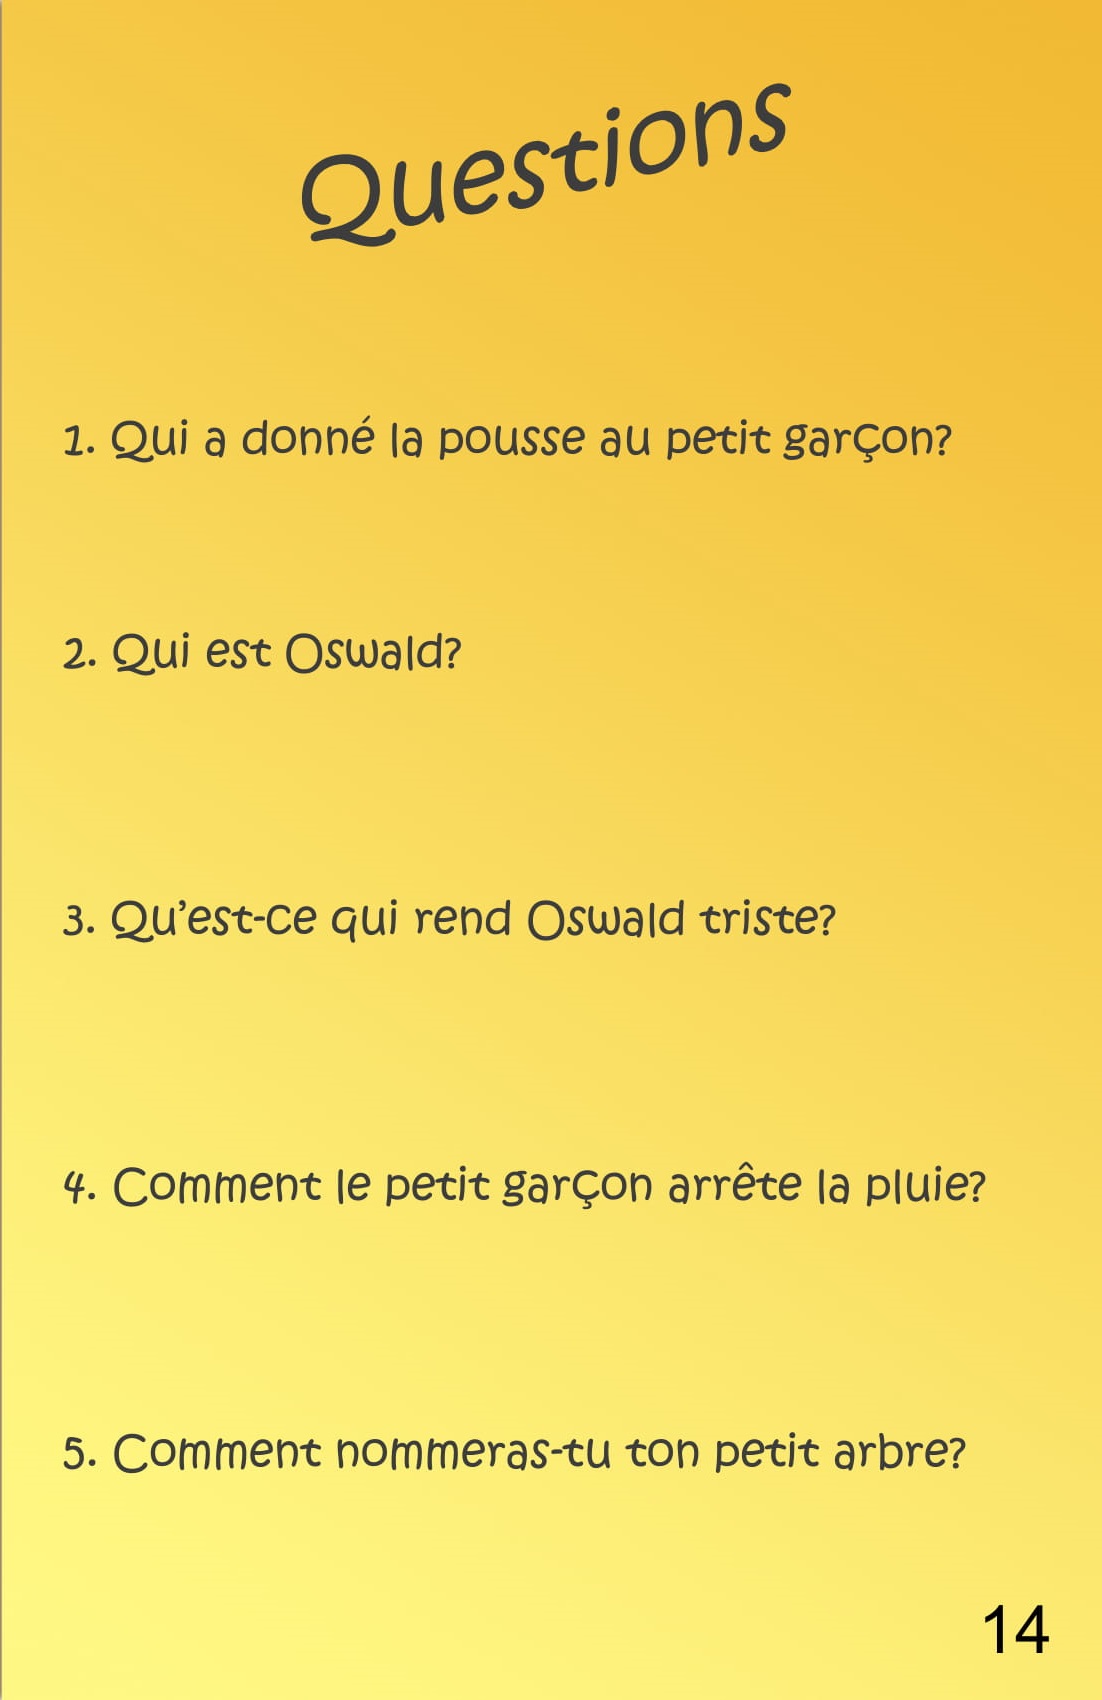 Questions
1. Qui a donné la pousse au petit garçon?
2. Qui est Oswald?
3. Qu’est-ce qui rend Oswald triste?
4. Comment le petit garçon arrête la pluie?
5. Comment nommeras-tu ton petit arbre?
14